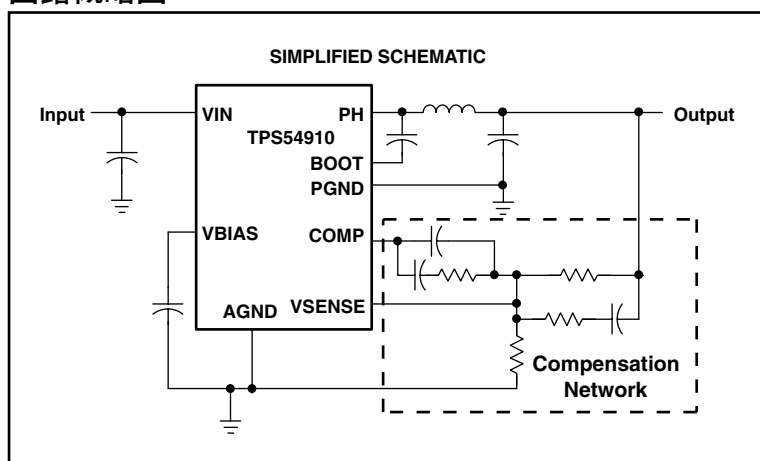 SIMPLIFIED SCHEMATIC
Input
VIN
PH
Output
TPS54910
BOOT
PGND
VBIAS
COMP
AGND
VSENSE
Compensation
Network